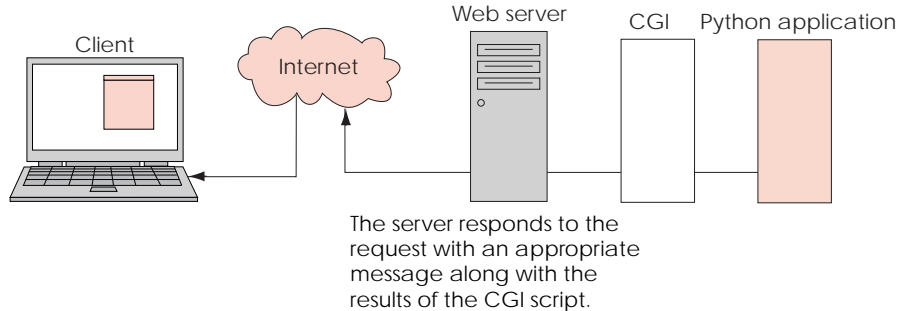 Client
Internet
Web server
CGI
Python application
The server responds to the
request with an appropriate
message along with the
results of the CGI script.